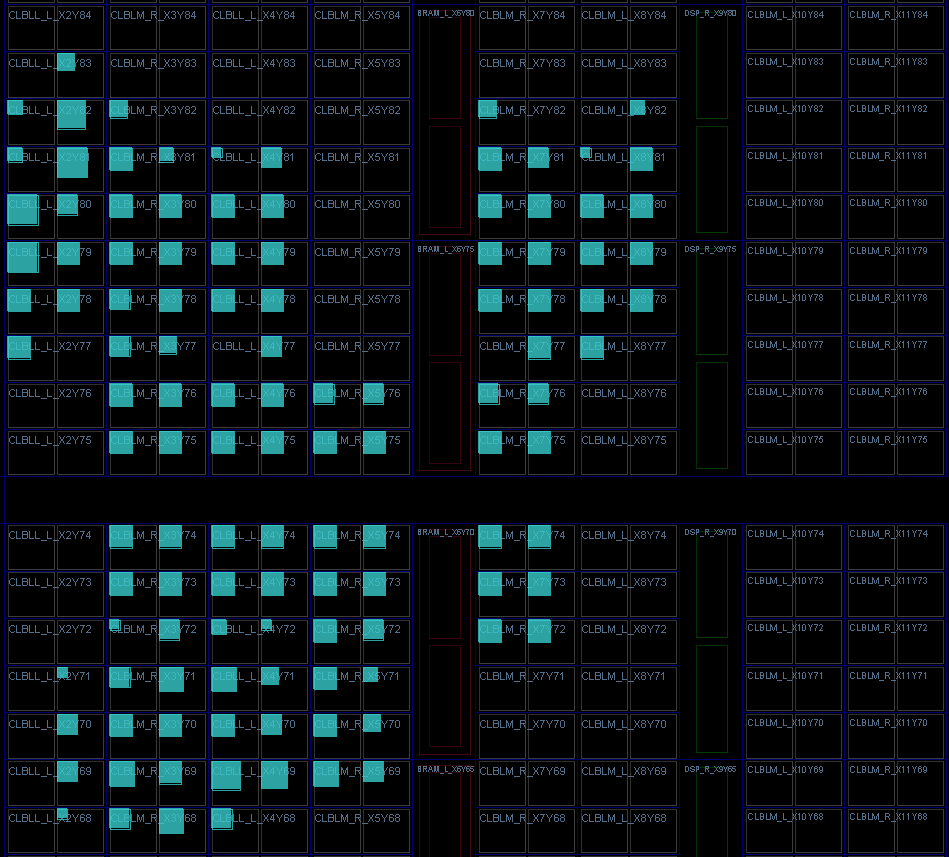 CLBLL_L_X2Y84 CLBLM_R_X3Y84 CLBLL_L_X4Y84 CLBLM_R_X5Y84 BRAM_L_X6Y80 CLBLM_R_X7Y84 CLBLM_L_X8Y84 DSP_R_X9Y80 CLBLM_L_X10Y84 CLBLM_R_X11Y84
CLBLL_L_X2Y83 CLBLM_R_X3Y83 CLBLL_L_X4Y83 CLBLM_R_X5Y83 CLBLM_R_X7Y83 CLBLM_L_X8Y83 CLBLM_L_X10Y83 CLBLM_R_X11Y83
CLBLL_L_X2Y82 CLBLM_R_X3Y82 CLBLL_L_X4Y82 CLBLM_R_X5Y82 CLBLM_R_X7Y82 CLBLM_L_X8Y82 CLBLM_L_X10Y82 CLBLM_R_X11Y82
CLBLL_L_X2Y81 CLBLM_R_X3Y81 CLBLL_L_X4Y81 CLBLM_R_X5Y81 CLBLM_R_X7Y81 CLBLM_L_X8Y81 CLBLM_L_X10Y81 CLBLM_R_X11Y81
CLBLL_L_X2Y80 CLBLM_R_X3Y80 CLBLL_L_X4Y80 CLBLM_R_X5Y80 CLBLM_R_X7Y80 CLBLM_L_X8Y80 CLBLM_L_X10Y80 CLBLM_R_X11Y80
CLBLL_L_X2Y79 CLBLM_R_X3Y79 CLBLL_L_X4Y79 CLBLM_R_X5Y79 BRAM_L_X6Y75 CLBLM_R_X7Y79 CLBLM_L_X8Y79 DSP_R_X9Y75 CLBLM_L_X10Y79 CLBLM_R_X11Y79
CLBLL_L_X2Y78 CLBLM_R_X3Y78 CLBLL_L_X4Y78 CLBLM_R_X5Y78 CLBLM_R_X7Y78 CLBLM_L_X8Y78 CLBLM_L_X10Y78 CLBLM_R_X11Y78
CLBLL_L_X2Y77 CLBLM_R_X3Y77 CLBLL_L_X4Y77 CLBLM_R_X5Y77 CLBLM_R_X7Y77 CLBLM_L_X8Y77 CLBLM_L_X10Y77 CLBLM_R_X11Y77
CLBLL_L_X2Y76 CLBLM_R_X3Y76 CLBLL_L_X4Y76 CLBLM_R_X5Y76 CLBLM_R_X7Y76 CLBLM_L_X8Y76 CLBLM_L_X10Y76 CLBLM_R_X11Y76
CLBLL_L_X2Y75 CLBLM_R_X3Y75 CLBLL_L_X4Y75 CLBLM_R_X5Y75 CLBLM_R_X7Y75 CLBLM_L_X8Y75 CLBLM_L_X10Y75 CLBLM_R_X11Y75
CLBLL_L_X2Y74 CLBLM_R_X3Y74 CLBLL_L_X4Y74 CLBLM_R_X5Y74 BRAM_L_X6Y70 CLBLM_R_X7Y74 CLBLM_L_X8Y74 DSP_R_X9Y70 CLBLM_L_X10Y74 CLBLM_R_X11Y74
CLBLL_L_X2Y73 CLBLM_R_X3Y73 CLBLL_L_X4Y73 CLBLM_R_X5Y73 CLBLM_R_X7Y73 CLBLM_L_X8Y73 CLBLM_L_X10Y73 CLBLM_R_X11Y73
CLBLL_L_X2Y72 CLBLM_R_X3Y72 CLBLL_L_X4Y72 CLBLM_R_X5Y72 CLBLM_R_X7Y72 CLBLM_L_X8Y72 CLBLM_L_X10Y72 CLBLM_R_X11Y72
CLBLL_L_X2Y71 CLBLM_R_X3Y71 CLBLL_L_X4Y71 CLBLM_R_X5Y71 CLBLM_R_X7Y71 CLBLM_L_X8Y71 CLBLM_L_X10Y71 CLBLM_R_X11Y71
CLBLL_L_X2Y70 CLBLM_R_X3Y70 CLBLL_L_X4Y70 CLBLM_R_X5Y70 CLBLM_R_X7Y70 CLBLM_L_X8Y70 CLBLM_L_X10Y70 CLBLM_R_X11Y70
CLBLL_L_X2Y69 CLBLM_R_X3Y69 CLBLL_L_X4Y69 CLBLM_R_X5Y69 BRAM_L_X6Y65 CLBLM_R_X7Y69 CLBLM_L_X8Y69 DSP_R_X9Y65 CLBLM_L_X10Y69 CLBLM_R_X11Y69
CLBLL_L_X2Y68 CLBLM_R_X3Y68 CLBLL_L_X4Y68 CLBLM_R_X5Y68 CLBLM_R_X7Y68 CLBLM_L_X8Y68 CLBLM_L_X10Y68 CLBLM_R_X11Y68